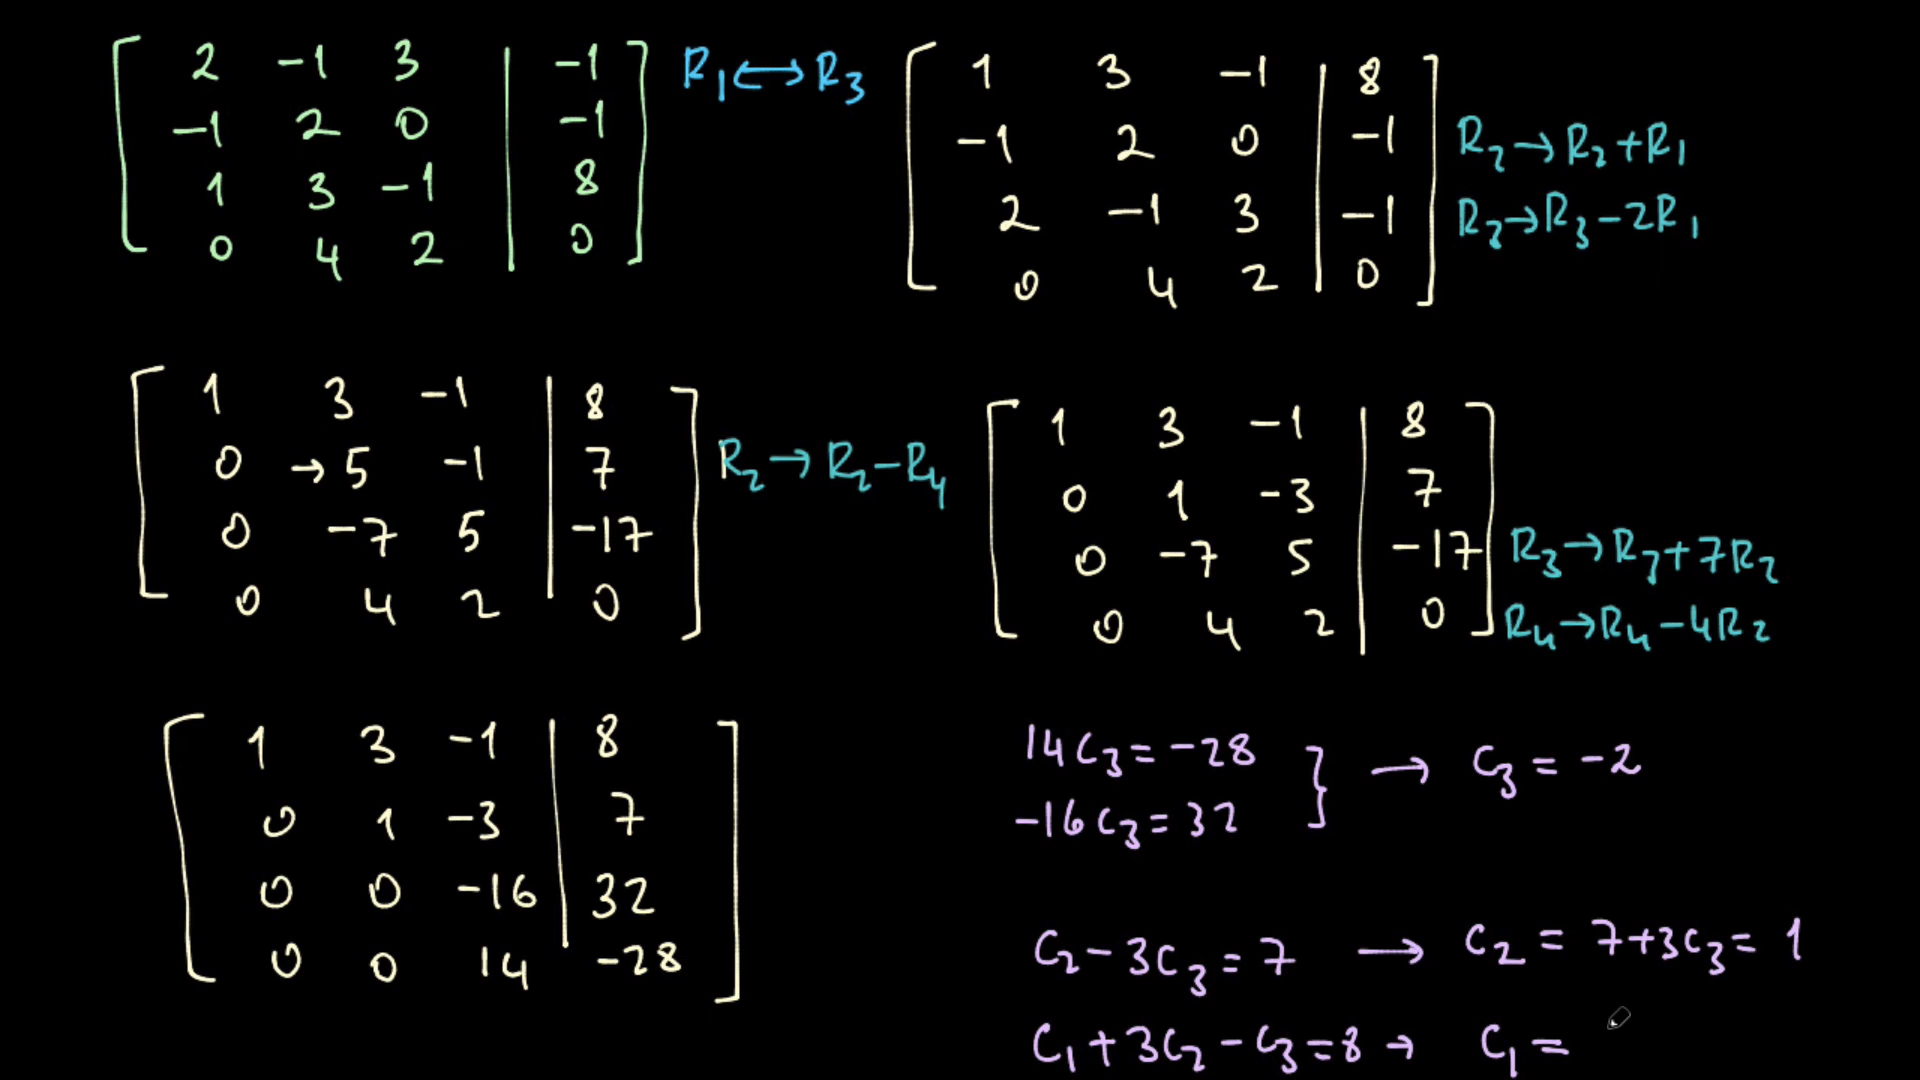 2 -1 3 | -1
-1 2 0 | -1
1 3 -1 | 8
0 4 2 | 0
R₁↔R₃
1 3 -1 | 8
-1 2 0 | -1
2 -1 3 | -1
0 4 2 | 0
R₂→R₂+R₁
R₃→R₃-2R₁
1 3 -1 | 8
0 →5 -1 | 7
0 -7 5 | -17
0 4 2 | 0
R₂→R₂-R₄
1 3 -1 | 8
0 1 -3 | 7
0 -7 5 | -17
0 4 2 | 0
R₃→R₃+7R₂
R₄→R₄-4R₂
1 3 -1 | 8
0 1 -3 | 7
0 0 -16 | 32
0 0 14 | -28
14C₃=-28
-16C₃=32
} → C₃=-2
C₂-3C₃=7 → C₂=7+3C₃=1
C₁+3C₂-C₃=8 → C₁=